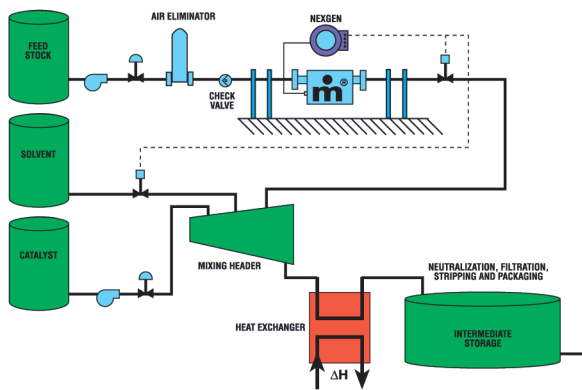 AIR ELIMINATOR
NEXGEN
FEED
STOCK
CHECK
VALVE
m®
SOLVENT
CATALYST
MIXING HEADER
NEUTRALIZATION, FILTRATION,
STRIPPING AND PACKAGING
HEAT EXCHANGER
INTERMEDIATE
STORAGE
ΔH